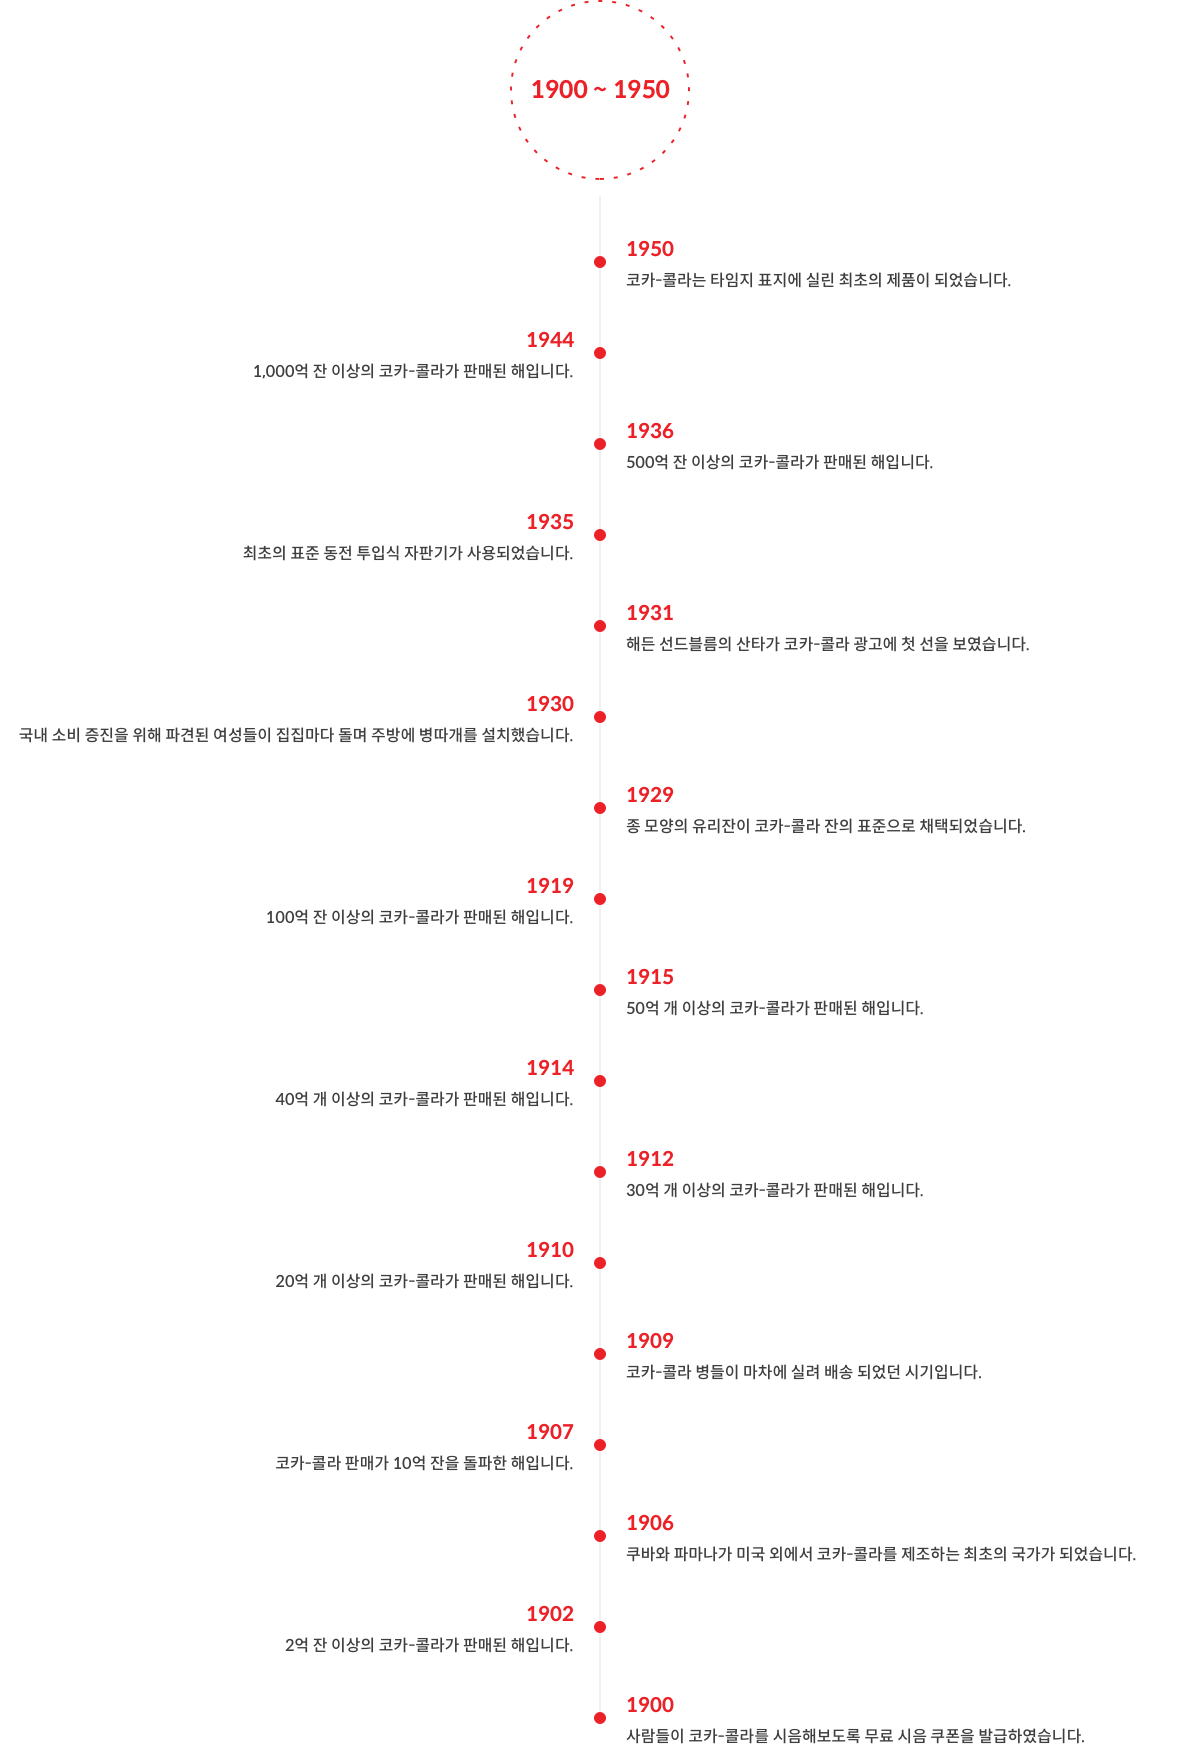 1900 ~ 1950
1950
코카-콜라는 타임지 표지에 실린 최초의 제품이 되었습니다.
1944
1,000억 잔 이상의 코카-콜라가 판매된 해입니다.
1936
500억 잔 이상의 코카-콜라가 판매된 해입니다.
1935
최초의 표준 동전 투입식 자판기가 사용되었습니다.
1931
해든 선드블름의 산타가 코카-콜라 광고에 첫 선을 보였습니다.
1930
국내 소비 증진을 위해 파견된 여성들이 집집마다 돌며 주방에 병따개를 설치했습니다.
1929
종 모양의 유리잔이 코카-콜라 잔의 표준으로 채택되었습니다.
1919
100억 잔 이상의 코카-콜라가 판매된 해입니다.
1915
50억 개 이상의 코카-콜라가 판매된 해입니다.
1914
40억 개 이상의 코카-콜라가 판매된 해입니다.
1912
30억 개 이상의 코카-콜라가 판매된 해입니다.
1910
20억 개 이상의 코카-콜라가 판매된 해입니다.
1909
코카-콜라 병들이 마차에 실려 배송 되었던 시기입니다.
1907
코카-콜라 판매가 10억 잔을 돌파한 해입니다.
1906
쿠바와 파마나가 미국 외에서 코카-콜라를 제조하는 최초의 국가가 되었습니다.
1902
2억 잔 이상의 코카-콜라가 판매된 해입니다.
1900
사람들이 코카-콜라를 시음해보도록 무료 시음 쿠폰을 발급하였습니다.